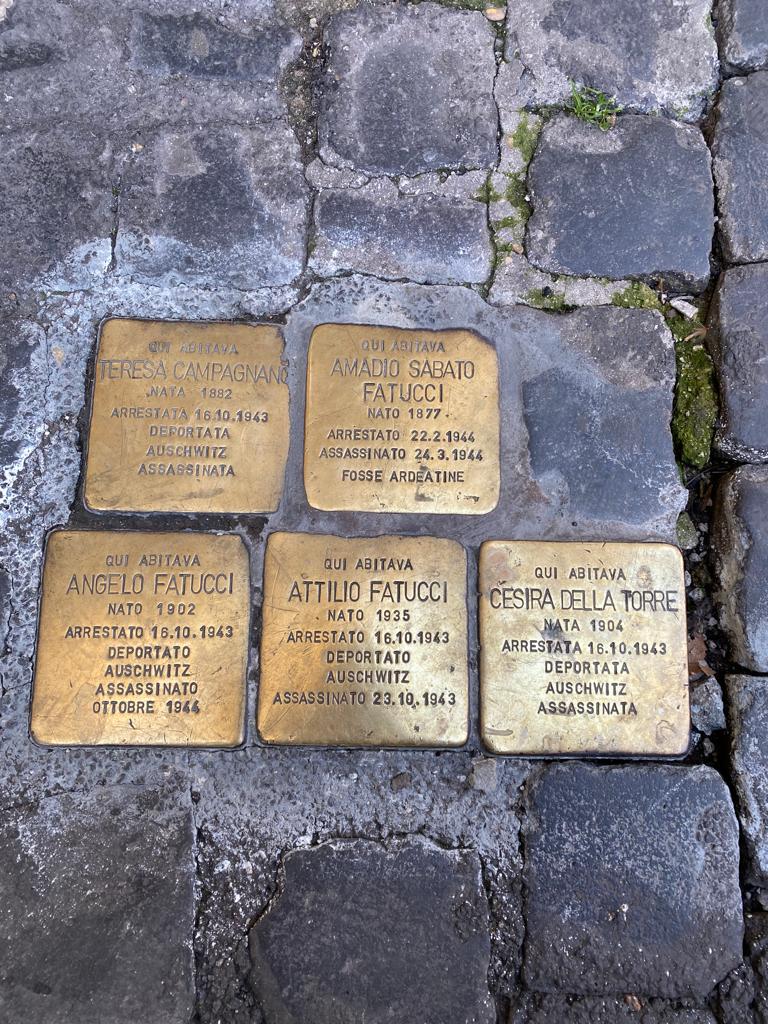 QUI ABITAVA
TERESA CAMPAGNANO
NATA 1882
ARRESTATA 16.10.1943
DEPORTATA
AUSCHWITZ
ASSASSINATA
QUI ABITAVA
AMADIO SABATO
FATUCCI
NATO 1877
ARRESTATO 22.2.1944
ASSASSINATO 24.3.1944
FOSSE ARDEATINE
QUI ABITAVA
ANGELO FATUCCI
NATO 1902
ARRESTATO 16.10.1943
DEPORTATO
AUSCHWITZ
ASSASSINATO
OTTOBRE 1944
QUI ABITAVA
ATTILIO FATUCCI
NATO 1935
ARRESTATO 16.10.1943
DEPORTATO
AUSCHWITZ
ASSASSINATO 23.10.1943
QUI ABITAVA
CESIRA DELLA TORRE
NATA 1904
ARRESTATA 16.10.1943
DEPORTATA
AUSCHWITZ
ASSASSINATA